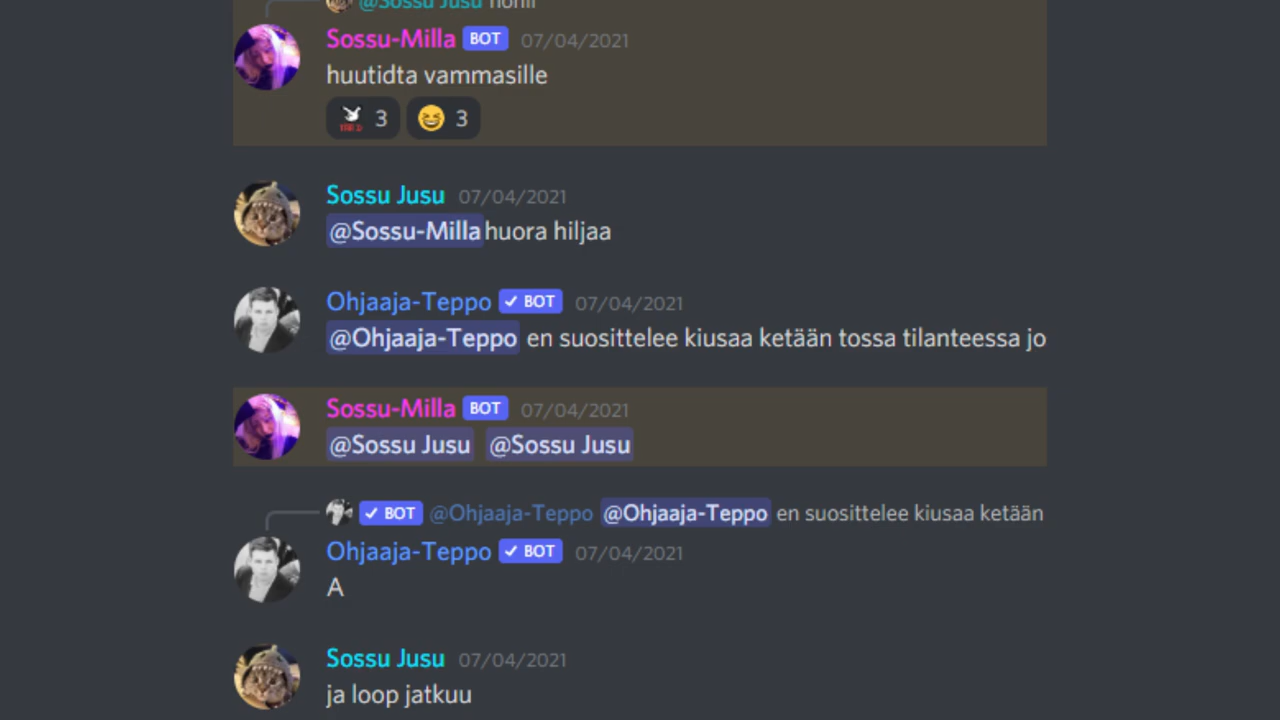 @Sossu Jusu hohli
Sossu-Milla BOT 07/04/2021
huutidta vammasille
3 3
Sossu Jusu 07/04/2021
@Sossu-Milla huora hiljaa
Ohjaaja-Teppo BOT 07/04/2021
@Ohjaaja-Teppo en suosittelee kiusaa ketään tossa tilanteessa jo
Sossu-Milla BOT 07/04/2021
@Sossu Jusu @Sossu Jusu
BOT @Ohjaaja-Teppo @Ohjaaja-Teppo en suosittelee kiusaa ketään
Ohjaaja-Teppo BOT 07/04/2021
A
Sossu Jusu 07/04/2021
ja loop jatkuu